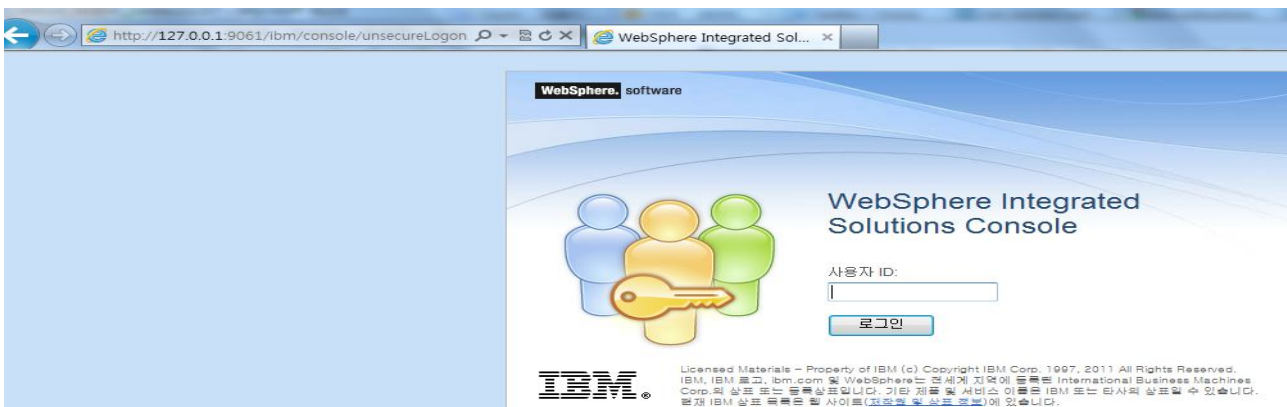 http://127.0.0.1:9061/ibm/console/unsecureLogon
WebSphere Integrated Sol...
WebSphere. software
WebSphere Integrated
Solutions Console
사용자 ID:
로그인
IBM.
Licensed Materials - Property of IBM (c) Copyright IBM Corp. 1997, 2011 All Rights Reserved.
IBM, IBM 로고, ibm.com 및 WebSphere는 전세계 지역에 등록된 International Business Machines
Corp.의 상표 또는 등록상표입니다. 기타 제품 및 서비스 이름은 IBM 또는 타사의 상표일 수 있습니다.
현재 IBM 상표 목록은 웹 사이트(저작권 및 상표 정보)에 있습니다.